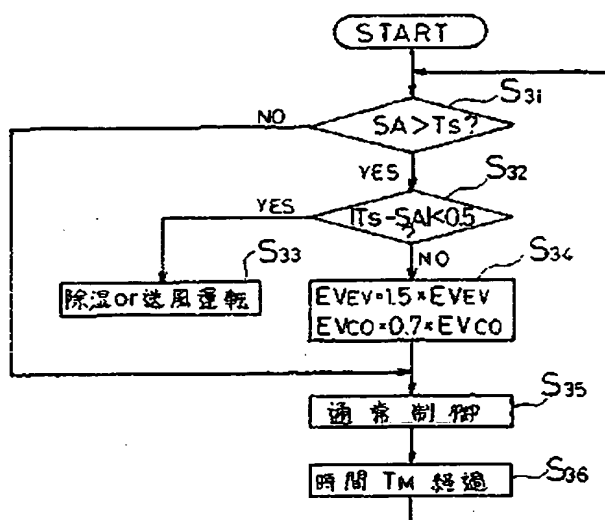 START
S31
SA>Ts?
NO
YES
S32
|Ts-SA|<0.5
?
YES
NO
S33
除湿or送風運転
S34
EVEV=1.5*EVEV
EVCO=0.7*EVCO
S35
通常制御
S36
時間 TM 経過